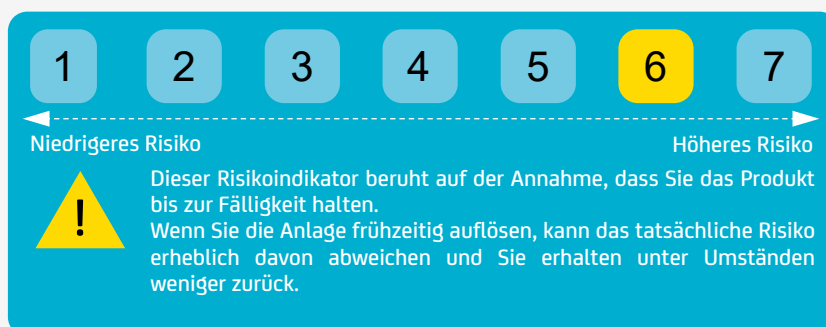 1 2 3 4 5 6 7
Niedrigeres Risiko Höheres Risiko
Dieser Risikoindikator beruht auf der Annahme, dass Sie das Produkt
bis zur Fälligkeit halten.
Wenn Sie die Anlage frühzeitig auflösen, kann das tatsächliche Risiko
erheblich davon abweichen und Sie erhalten unter Umständen
weniger zurück.
!